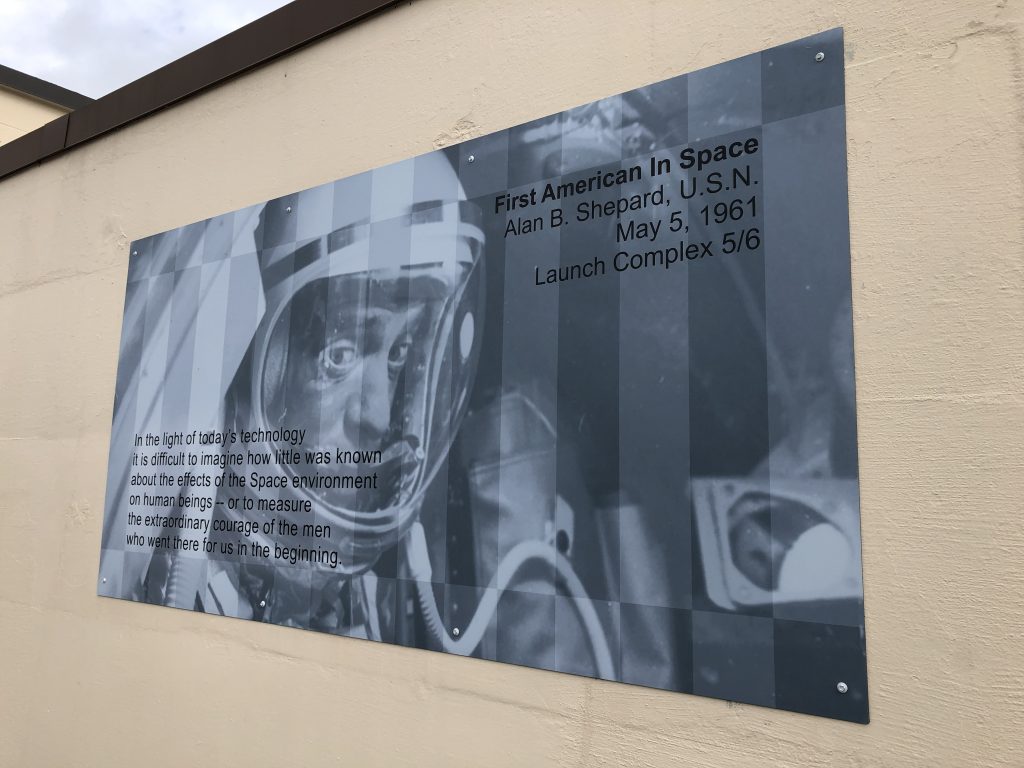 First American In Space
Alan B. Shepard, U.S.N.
May 5, 1961
Launch Complex 5/6
In the light of today's technology
it is difficult to imagine how little was known
about the effects of the Space environment
on human beings -- or to measure
the extraordinary courage of the men
who went there for us in the beginning.